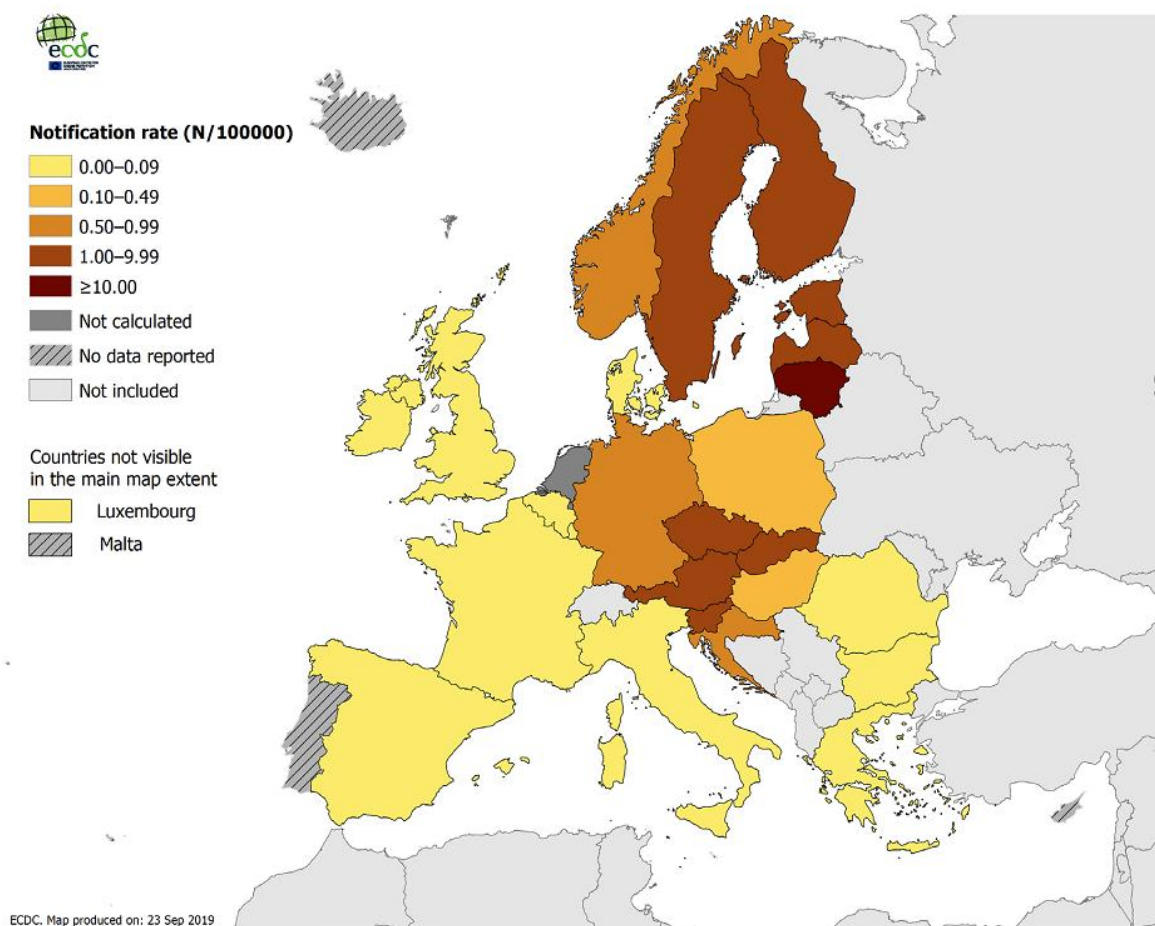 ecdc
Notification rate (N/100000)
0.00–0.09
0.10–0.49
0.50–0.99
1.00–9.99
≥10.00
Not calculated
No data reported
Not included
Countries not visible
in the main map extent
Luxembourg
Malta
ECDC. Map produced on: 23 Sep 2019